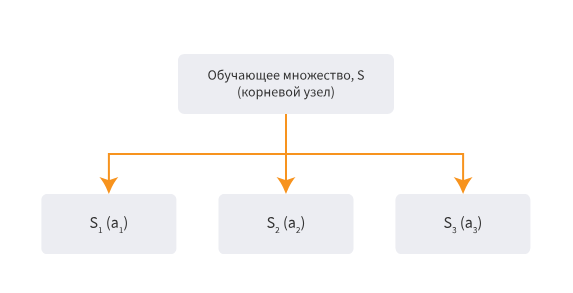 Обучающее множество, S
(корневой узел)
S₁ (a₁)
S₂ (a₂)
S₃ (a₃)